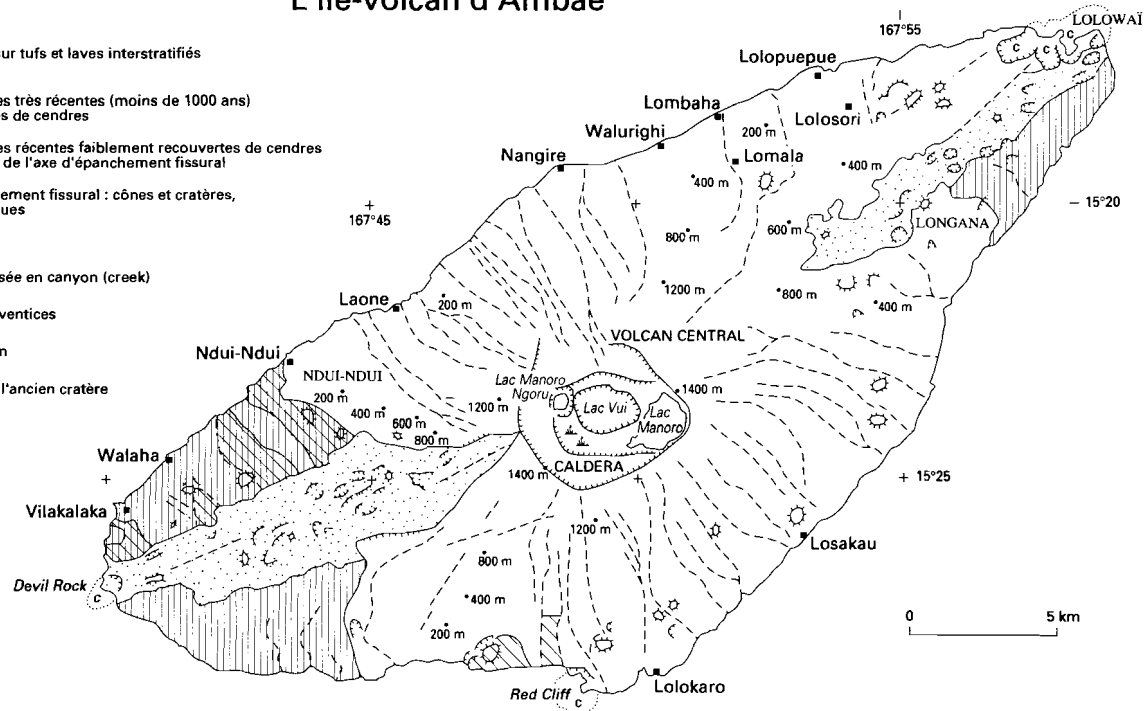 L'île-volcan d'Ambae
sur tufs et laves interstratifiés
es très récentes (moins de 1000 ans)
es de cendres
es récentes faiblement recouvertes de cendres
de l'axe d'épanchement fissural
ement fissural : cônes et cratères,
ues
sée en canyon (creek)
ventices
n
l'ancien cratère
167°55
LOLOWAÏ
c
c
c
Lolopuepue
Lombaha
Lolosori
Walurighi
200 m
Lomala
Nangire
400 m
400 m
167°45
15°20
LONGANA
600 m
800 m
1200 m
800 m
400 m
200 m
Laone
VOLCAN CENTRAL
Ndui-Ndui
NDUI-NDUI
Lac Manoro
Ngoru
1400 m
200 m
400 m
600 m
800 m
1200 m
Lac Vui
Lac
Manoro
Walaha
CALDERA
1400 m
15°25
Vilakalaka
1200 m
Losakau
800 m
Devil Rock
c
400 m
200 m
0
5 km
Lolokaro
Red Cliff
c